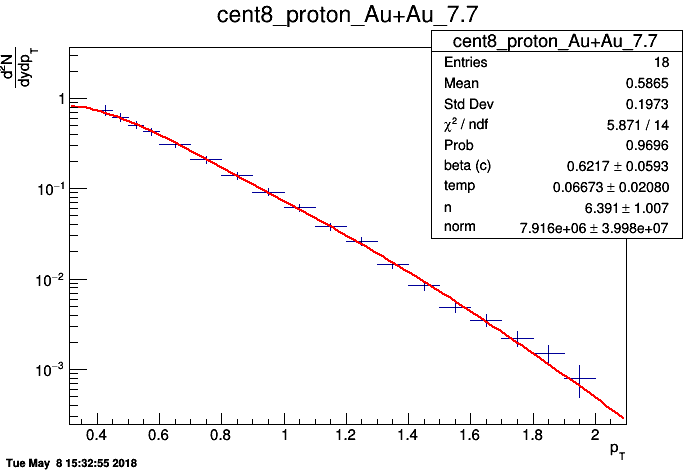 cent8_proton_Au+Au_7.7
d²N
dydp_T
cent8_proton_Au+Au_7.7
Entries 18
Mean 0.5865
Std Dev 0.1973
χ² / ndf 5.871 / 14
Prob 0.9696
beta (c) 0.6217 ± 0.0593
temp 0.06673 ± 0.02080
n 6.391 ± 1.007
norm 7.916e+06 ± 3.998e+07
1
10⁻¹
10⁻²
10⁻³
0.4 0.6 0.8 1 1.2 1.4 1.6 1.8 2
p_T
Tue May 8 15:32:55 2018